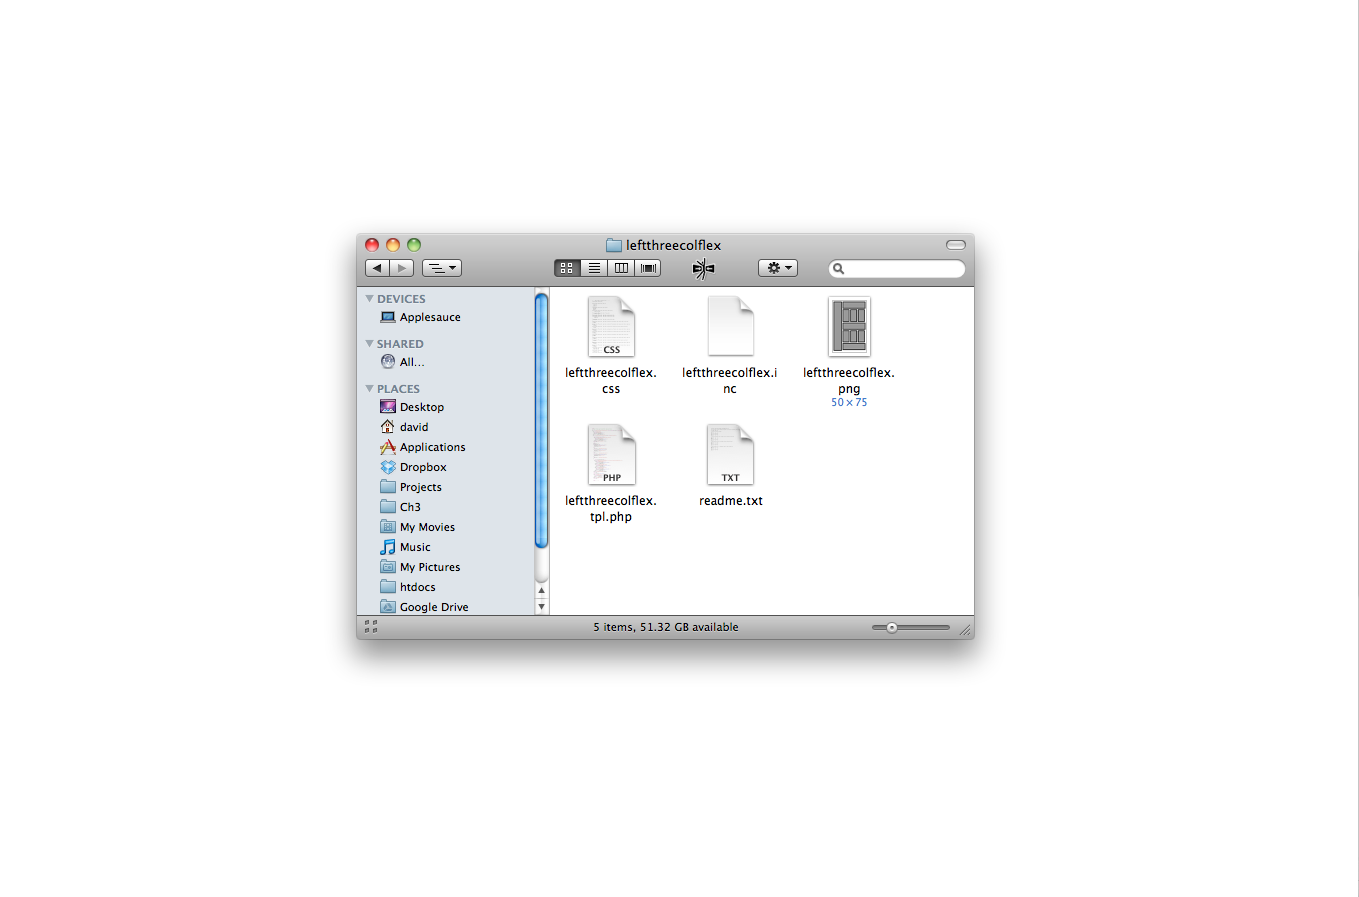 leftthreecolflex
DEVICES
Applesauce
SHARED
All...
PLACES
Desktop
david
Applications
Dropbox
Projects
Ch3
My Movies
Music
My Pictures
htdocs
Google Drive
CSS
leftthreecolflex.
css
leftthreecolflex.i
nc
leftthreecolflex.
png
50×75
PHP
leftthreecolflex.
tpl.php
TXT
readme.txt
5 items, 51.32 GB available